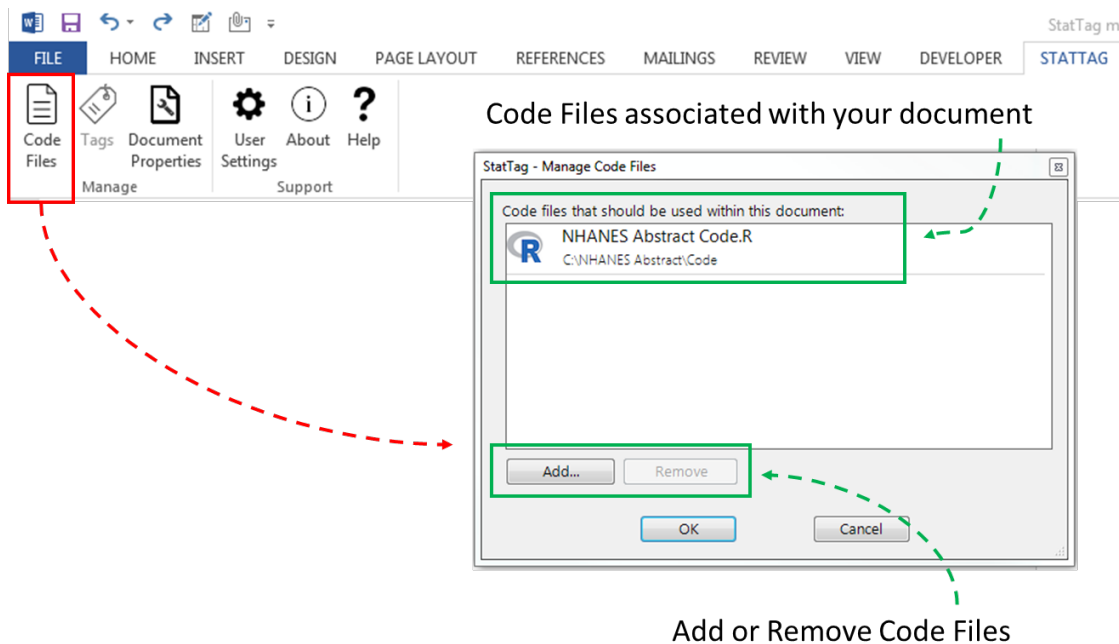 StatTag m
FILE HOME INSERT DESIGN PAGE LAYOUT REFERENCES MAILINGS REVIEW VIEW DEVELOPER STATTAG
Code Files
Tags
Document Properties
User Settings
About
Help
Manage
Support
Code Files associated with your document
StatTag - Manage Code Files
Code files that should be used within this document:
R
NHANES Abstract Code.R
C:\NHANES Abstract\Code
Add... Remove
OK Cancel
Add or Remove Code Files